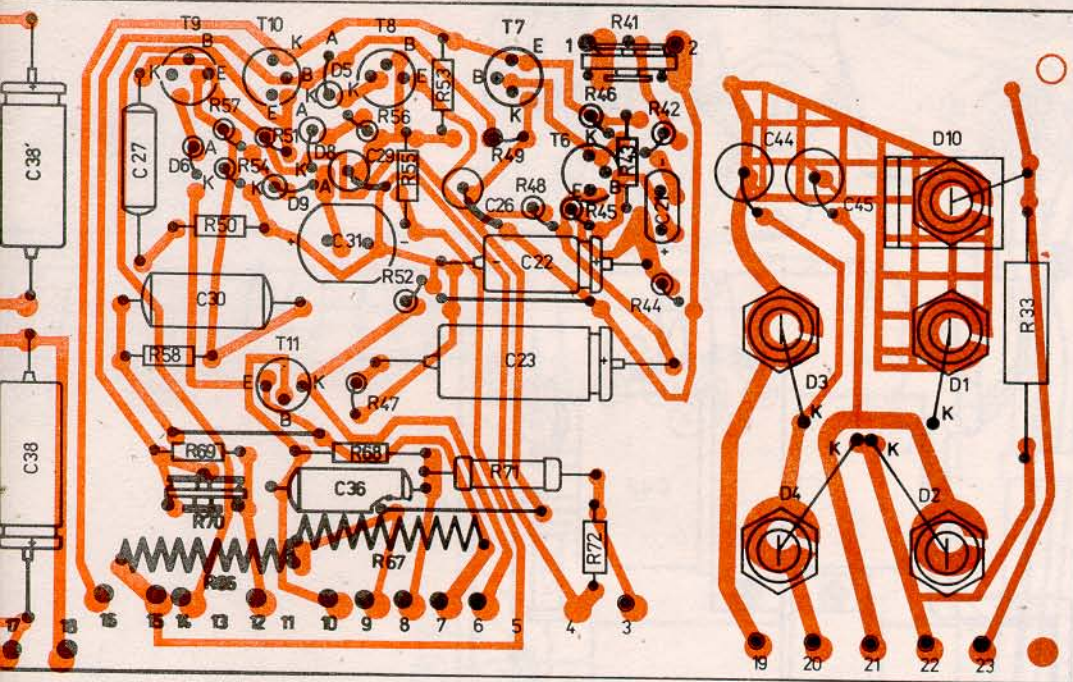 T9 T10 T8 T7 R41
B K A B E 1 2
K E B D5 K E R53 B
C38' C27 R57 E A K R56 K R46 R42
D6 A R51 D8 C29 R55 R49 T6 K R43 C44 D10
K R54 K D9 A R48 E B
R50 C31 + - C26 R45 C45
C30 R52 - C22 + R44 +
R58 T11 C23 + D3 D1 R33
E K R47 K K
B
C38 R69 R68 K K
C36 R71 D4 D2
R70 R72
R67
+
16 15 14 13 12 11 10 9 8 7 6 5 4 3
17 18 19 20 21 22 23